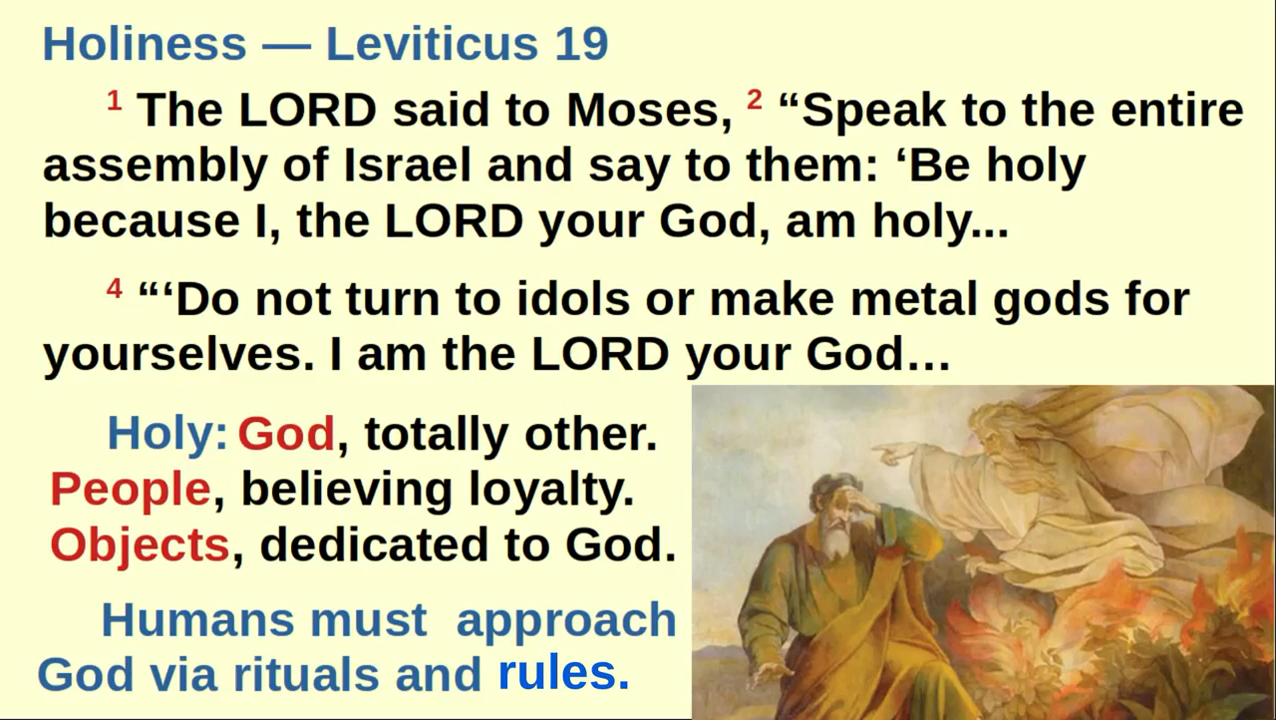 Holiness — Leviticus 19
1 The LORD said to Moses, 2 “Speak to the entire
assembly of Israel and say to them: ‘Be holy
because I, the LORD your God, am holy...
4 “‘Do not turn to idols or make metal gods for
yourselves. I am the LORD your God…
Holy: God, totally other.
People, believing loyalty.
Objects, dedicated to God.
Humans must approach
God via rituals and rules.